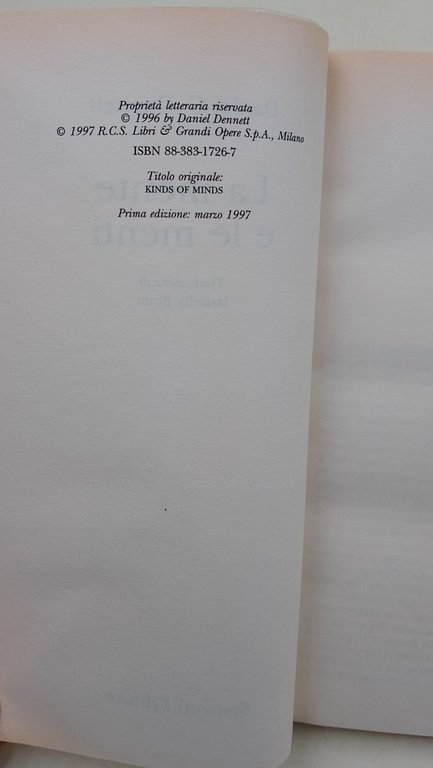 Proprietà letteraria riservata
© 1996 by Daniel Dennett
© 1997 R.C.S. Libri & Grandi Opere S.p.A., Milano
ISBN 88-383-1726-7
Titolo originale:
KINDS OF MINDS
Prima edizione: marzo 1997